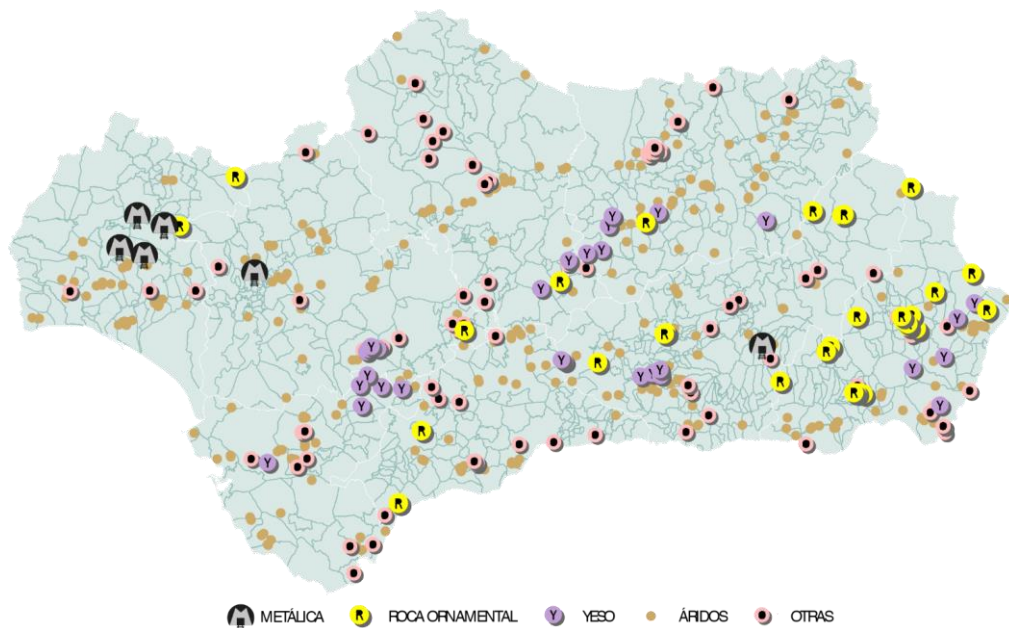 METÁLICA R ROCA ORNAMENTAL Y YESO ÁRIDOS O OTRAS